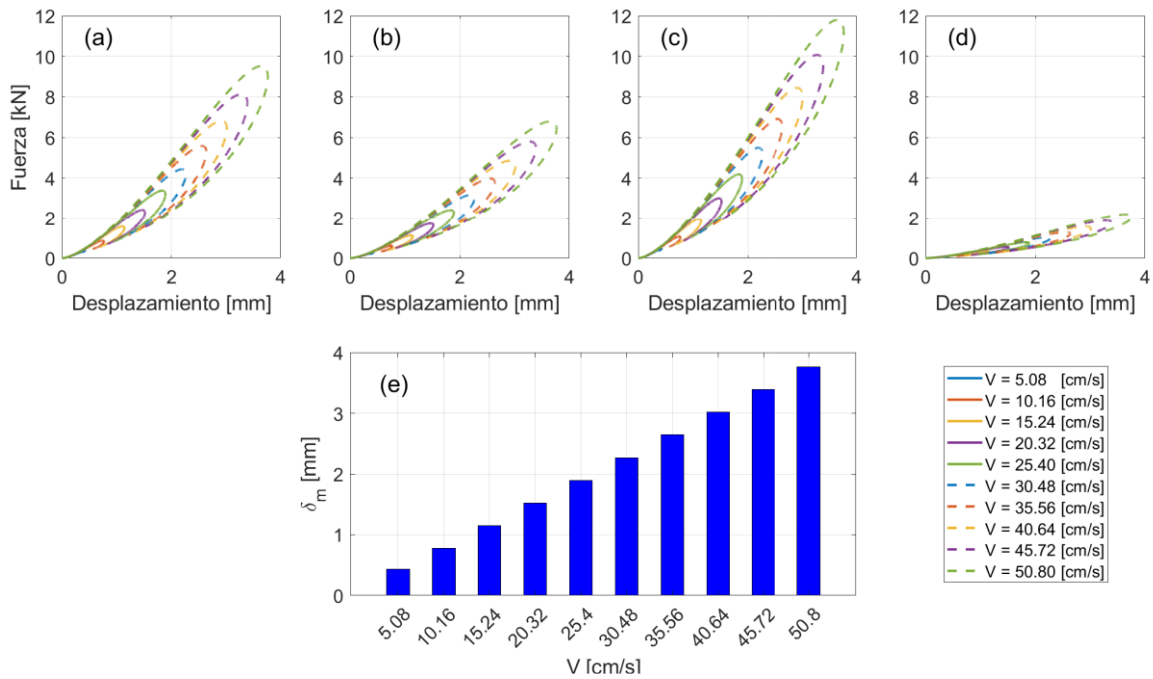 (a)
(b)
(c)
(d)
12
10
8
6
4
2
0
Fuerza [kN]
0 2 4
Desplazamiento [mm]
12
10
8
6
4
2
0
0 2 4
Desplazamiento [mm]
12
10
8
6
4
2
0
0 2 4
Desplazamiento [mm]
12
10
8
6
4
2
0
0 2 4
Desplazamiento [mm]
(e)
4
3
2
1
0
δ_m [mm]
5.08 10.16 15.24 20.32 25.4 30.48 35.56 40.64 45.72 50.8
V [cm/s]
V = 5.08 [cm/s]
V = 10.16 [cm/s]
V = 15.24 [cm/s]
V = 20.32 [cm/s]
V = 25.40 [cm/s]
V = 30.48 [cm/s]
V = 35.56 [cm/s]
V = 40.64 [cm/s]
V = 45.72 [cm/s]
V = 50.80 [cm/s]